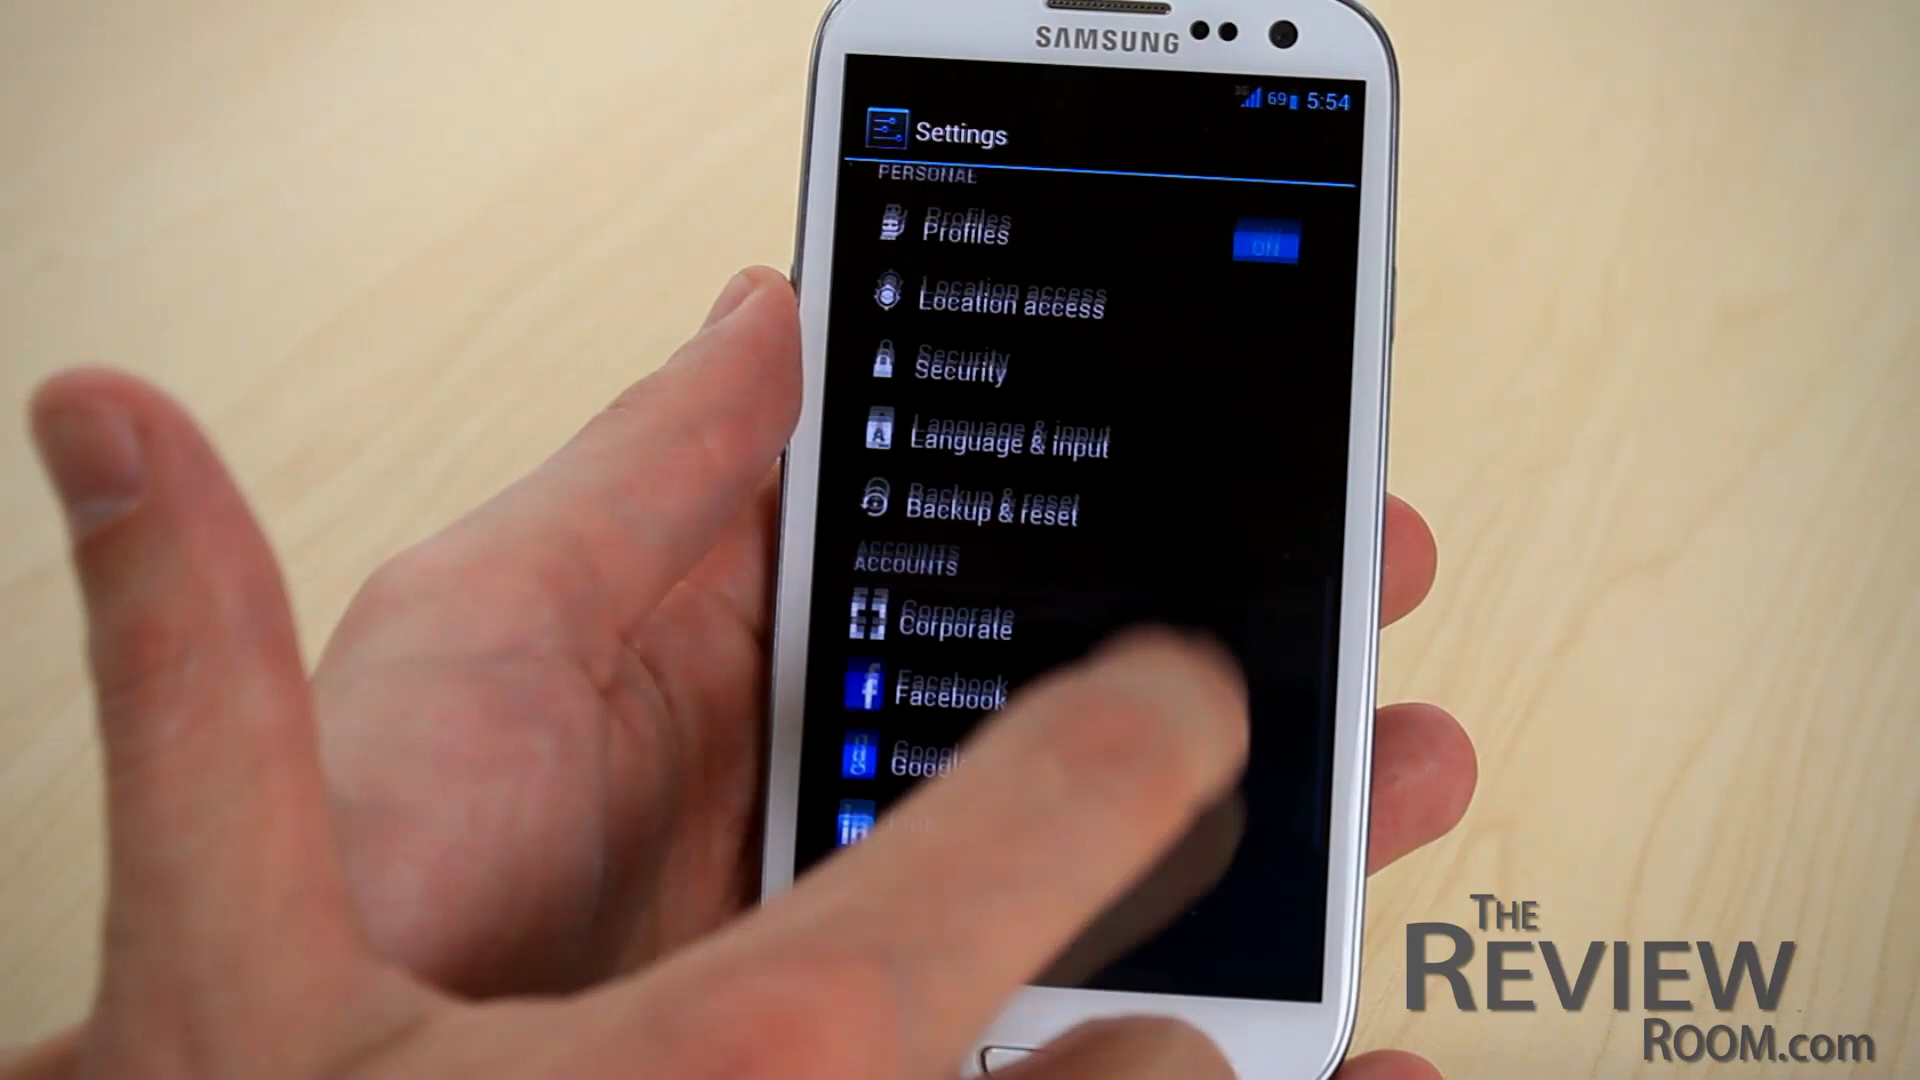 SAMSUNG
3G 69 5:54
Settings
PERSONAL
Profiles
ON
Location access
Security
Language & input
Backup & reset
ACCOUNTS
Corporate
Facebook
THE
REVIEW
ROOM.com